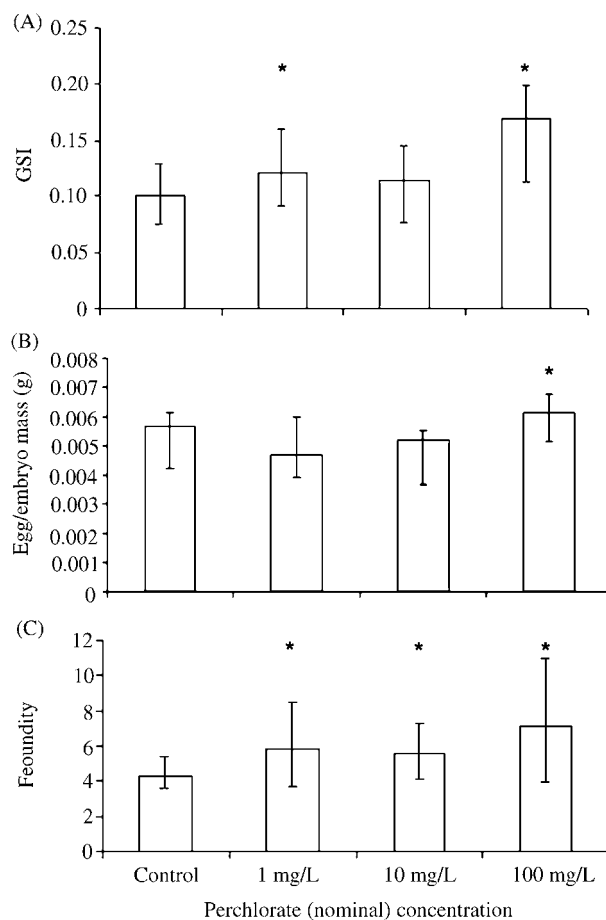 (A)
0.25
*
*
0.20
0.15
GSI
0.10
0.05
0
(B)
0.008
*
0.007
0.006
0.005
0.004
Egg/embryo mass (g)
0.003
0.002
0.001
0
(C)
12
*
*
*
10
8
Feoundity
6
4
2
0
Control
1 mg/L
10 mg/L
100 mg/L
Perchlorate (nominal) concentration